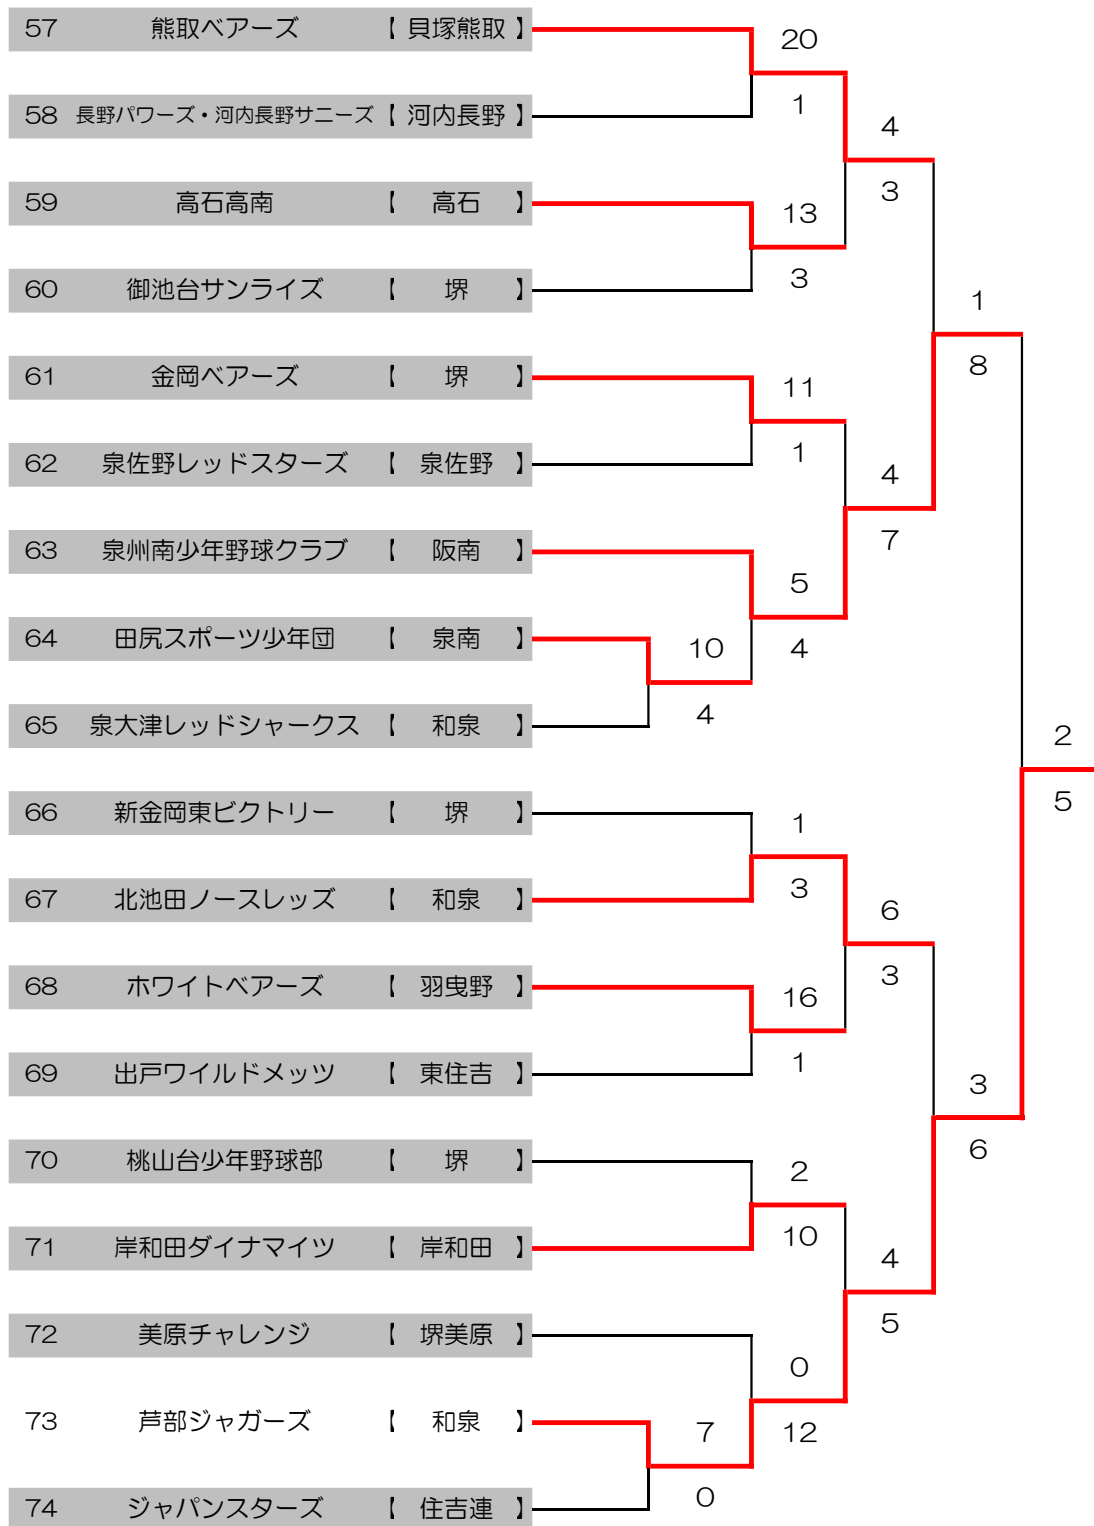 57 熊取ベアーズ 【 貝塚熊取 】
20
58 長野パワーズ・河内長野サニーズ 【 河内長野 】
1
4
59 高石高南 【 高石 】
3
13
60 御池台サンライズ 【 堺 】
3
1
61 金岡ベアーズ 【 堺 】
8
11
62 泉佐野レッドスターズ 【 泉佐野 】
1
4
63 泉州南少年野球クラブ 【 阪南 】
7
5
64 田尻スポーツ少年団 【 泉南 】
10
4
65 泉大津レッドシャークス 【 和泉 】
4
2
66 新金岡東ビクトリー 【 堺 】
5
1
67 北池田ノースレッズ 【 和泉 】
3
6
68 ホワイトベアーズ 【 羽曳野 】
3
16
69 出戸ワイルドメッツ 【 東住吉 】
1
3
70 桃山台少年野球部 【 堺 】
6
2
71 岸和田ダイナマイツ 【 岸和田 】
10
4
72 美原チャレンジ 【 堺美原 】
5
0
73 芦部ジャガーズ 【 和泉 】
7
12
74 ジャパンスターズ 【 住吉連 】
0